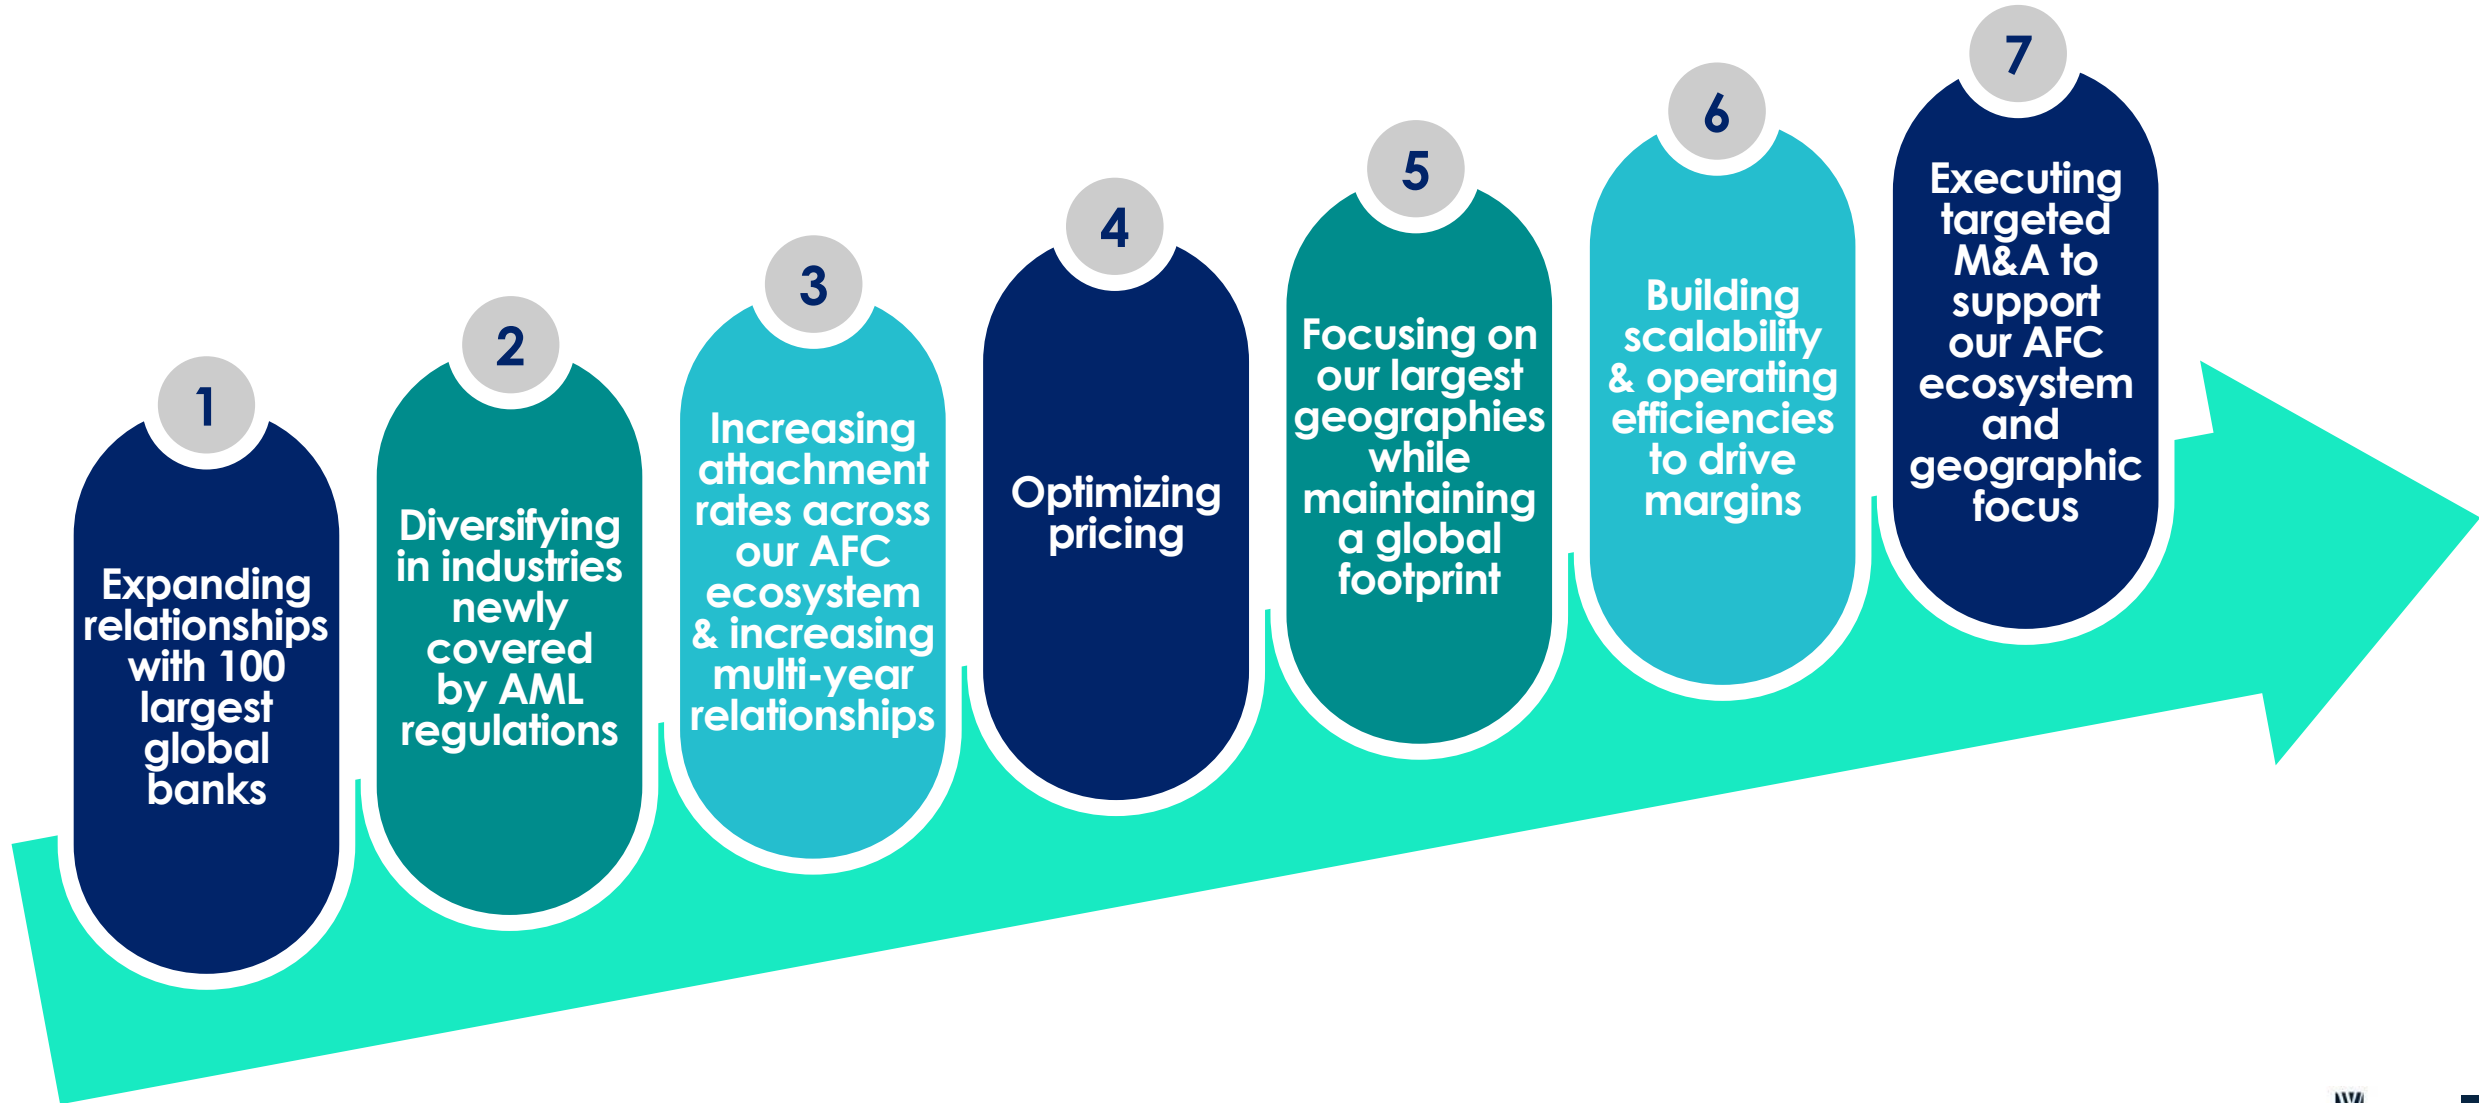 1
Expanding
relationships
with 100
largest
global
banks
2
Diversifying
in industries
newly
covered
by AML
regulations
3
Increasing
attachment
rates across
our AFC
ecosystem
& increasing
multi-year
relationships
4
Optimizing
pricing
5
Focusing on
our largest
geographies
while
maintaining
a global
footprint
6
Building
scalability
& operating
efficiencies
to drive
margins
7
Executing
targeted
M&A to
support
our AFC
ecosystem
and
geographic
focus